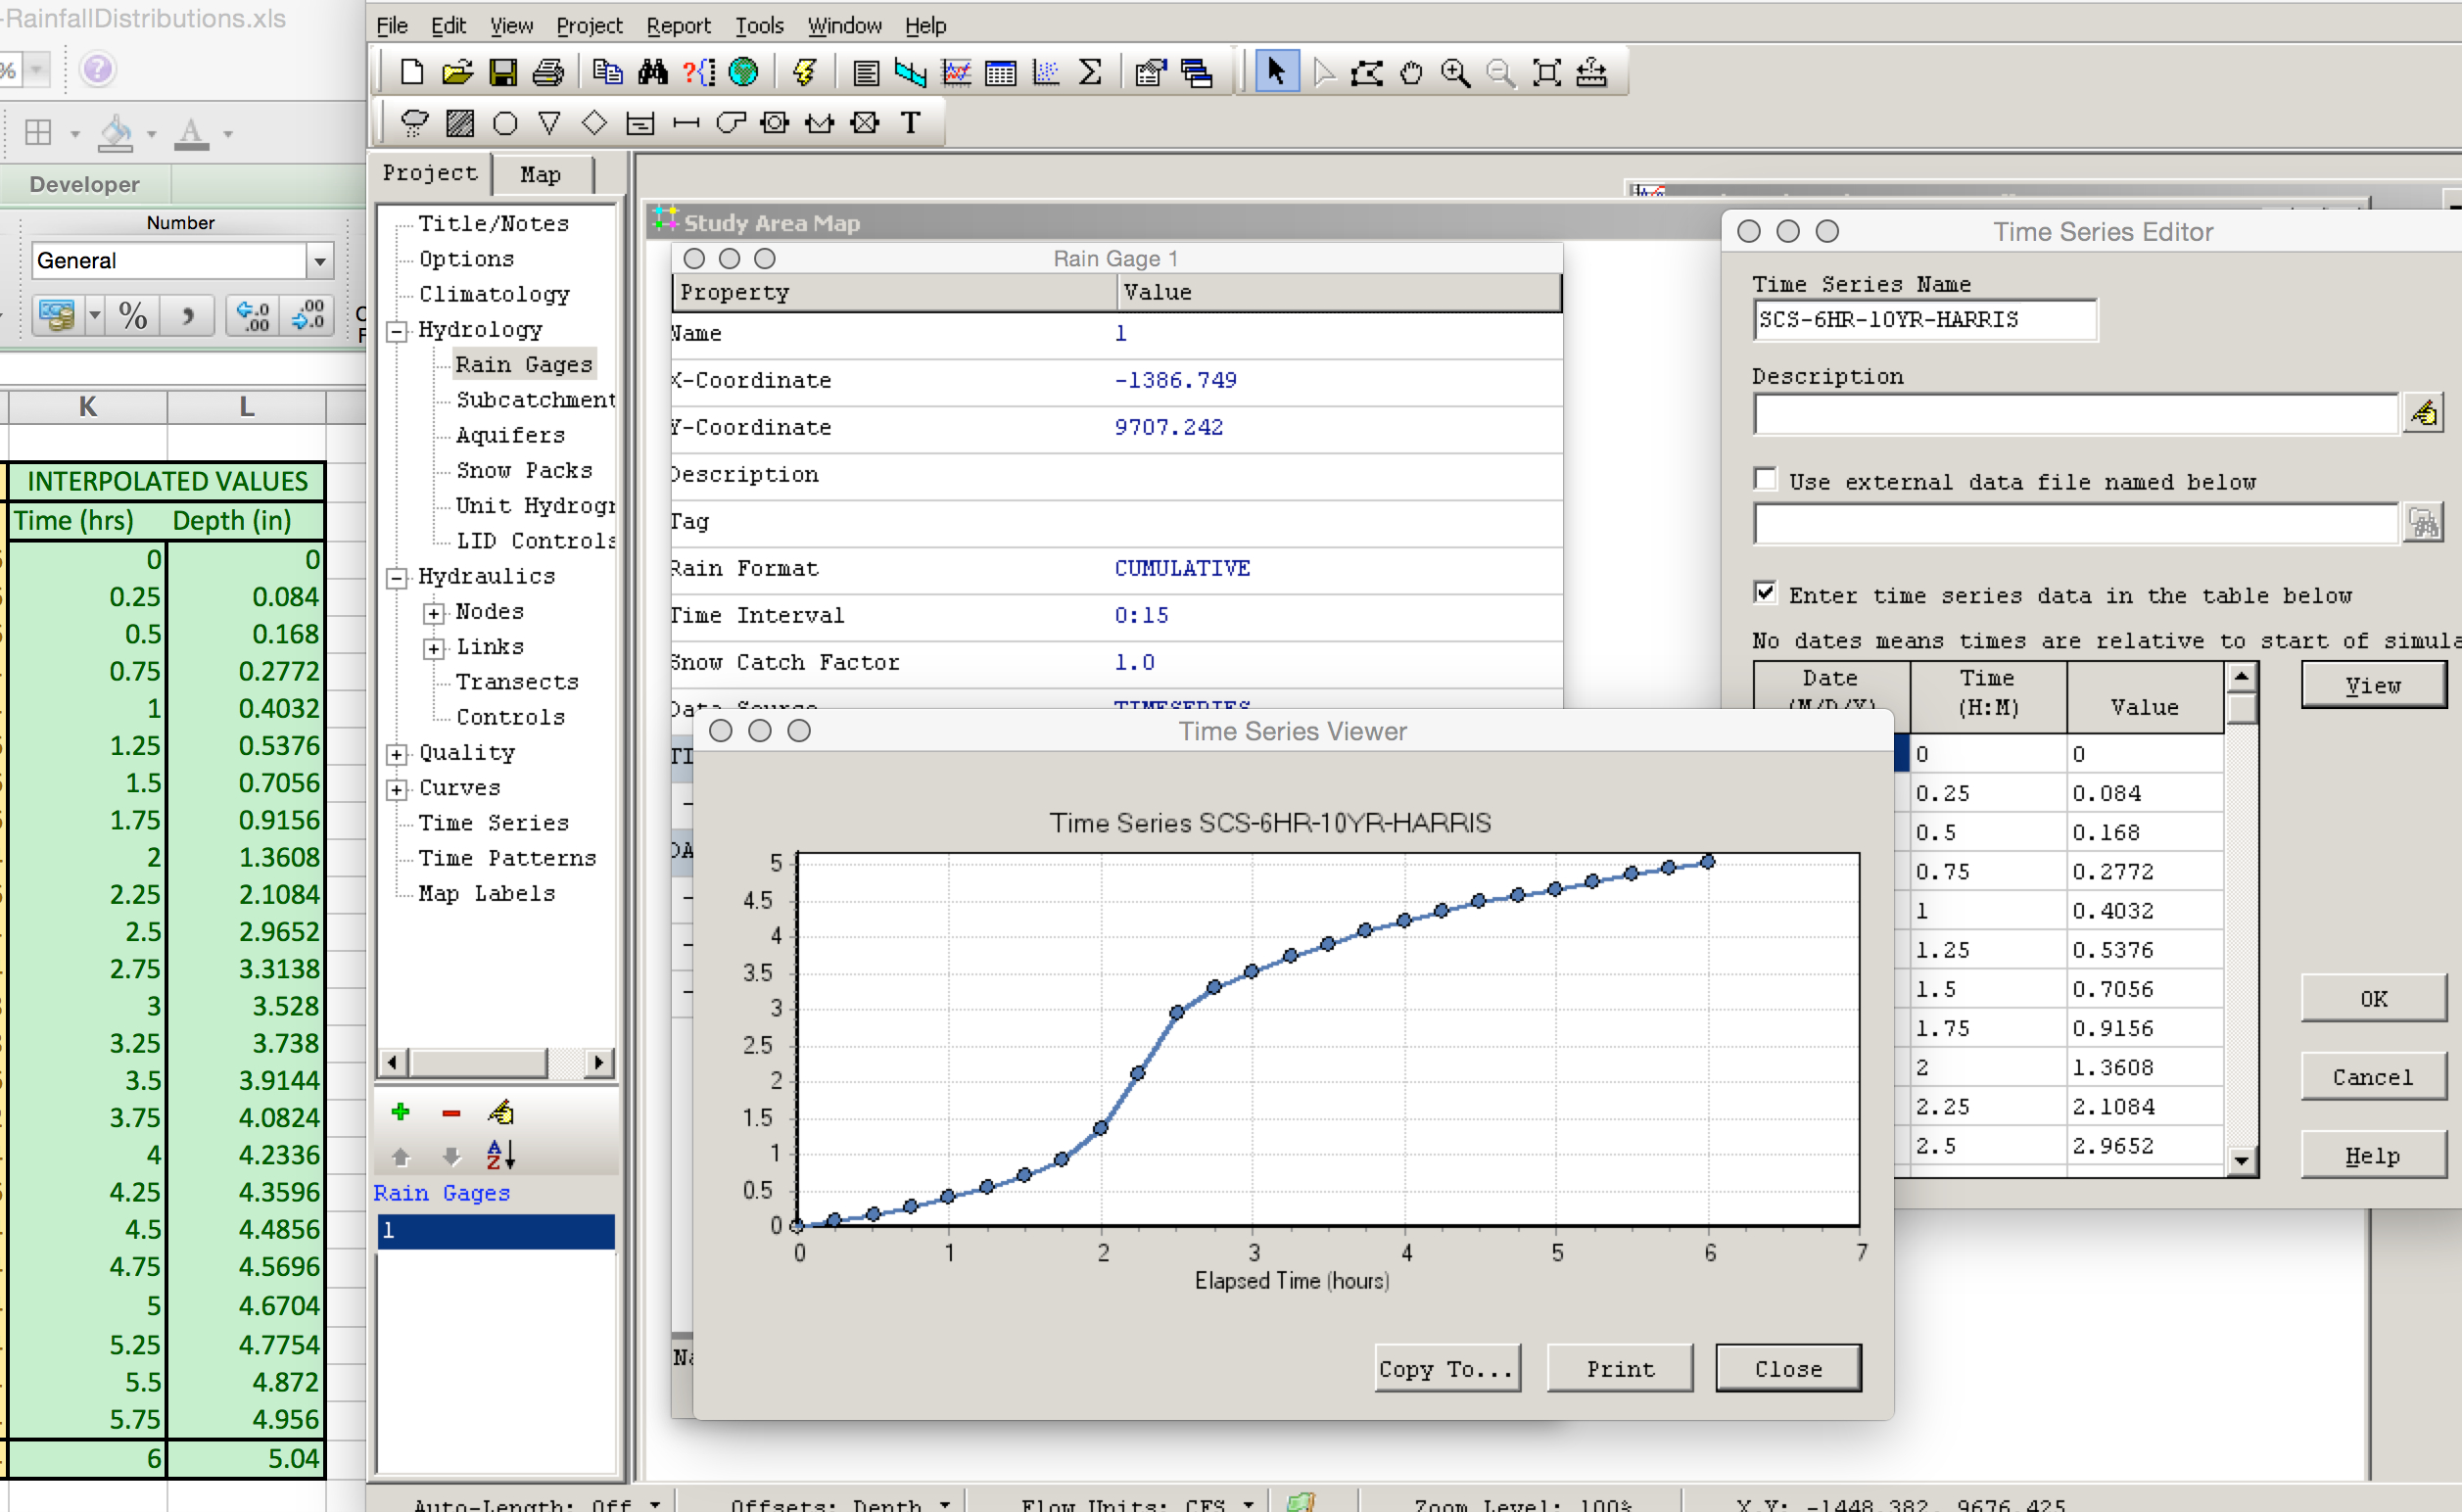 -RainfallDistributions.xls
%
Developer
Number
General
%
K L
INTERPOLATED VALUES
Time (hrs) Depth (in)
0 0
0.25 0.084
0.5 0.168
0.75 0.2772
1 0.4032
1.25 0.5376
1.5 0.7056
1.75 0.9156
2 1.3608
2.25 2.1084
2.5 2.9652
2.75 3.3138
3 3.528
3.25 3.738
3.5 3.9144
3.75 4.0824
4 4.2336
4.25 4.3596
4.5 4.4856
4.75 4.5696
5 4.6704
5.25 4.7754
5.5 4.872
5.75 4.956
6 5.04
File Edit View Project Report Tools Window Help
T
Project Map
Title/Notes
Options
Climatology
Hydrology
Rain Gages
Subcatchment
Aquifers
Snow Packs
Unit Hydrogr
LID Controls
Hydraulics
Nodes
Links
Transects
Controls
Quality
Curves
Time Series
Time Patterns
Map Labels
Rain Gages
1
Study Area Map
Rain Gage 1
Property Value
Name 1
X-Coordinate -1386.749
Y-Coordinate 9707.242
Description
Tag
Rain Format CUMULATIVE
Time Interval 0:15
Snow Catch Factor 1.0
Data Source TIMESERIES
TI
DA
Na
Time Series Viewer
Time Series SCS-6HR-10YR-HARRIS
5
4.5
4
3.5
3
2.5
2
1.5
1
0.5
0
0 1 2 3 4 5 6 7
Elapsed Time (hours)
Copy To... Print Close
Time Series Editor
Time Series Name
SCS-6HR-10YR-HARRIS
Description
Use external data file named below
Enter time series data in the table below
No dates means times are relative to start of simula
Date (M/D/Y) Time (H:M) Value
View
0 0
0.25 0.084
0.5 0.168
0.75 0.2772
1 0.4032
1.25 0.5376
1.5 0.7056
1.75 0.9156
2 1.3608
2.25 2.1084
2.5 2.9652
OK
Cancel
Help
Auto-Length: Off Offsets: Depth Flow Units: CFS Zoom Level: 100% X,Y: -1448.382, 9676.425